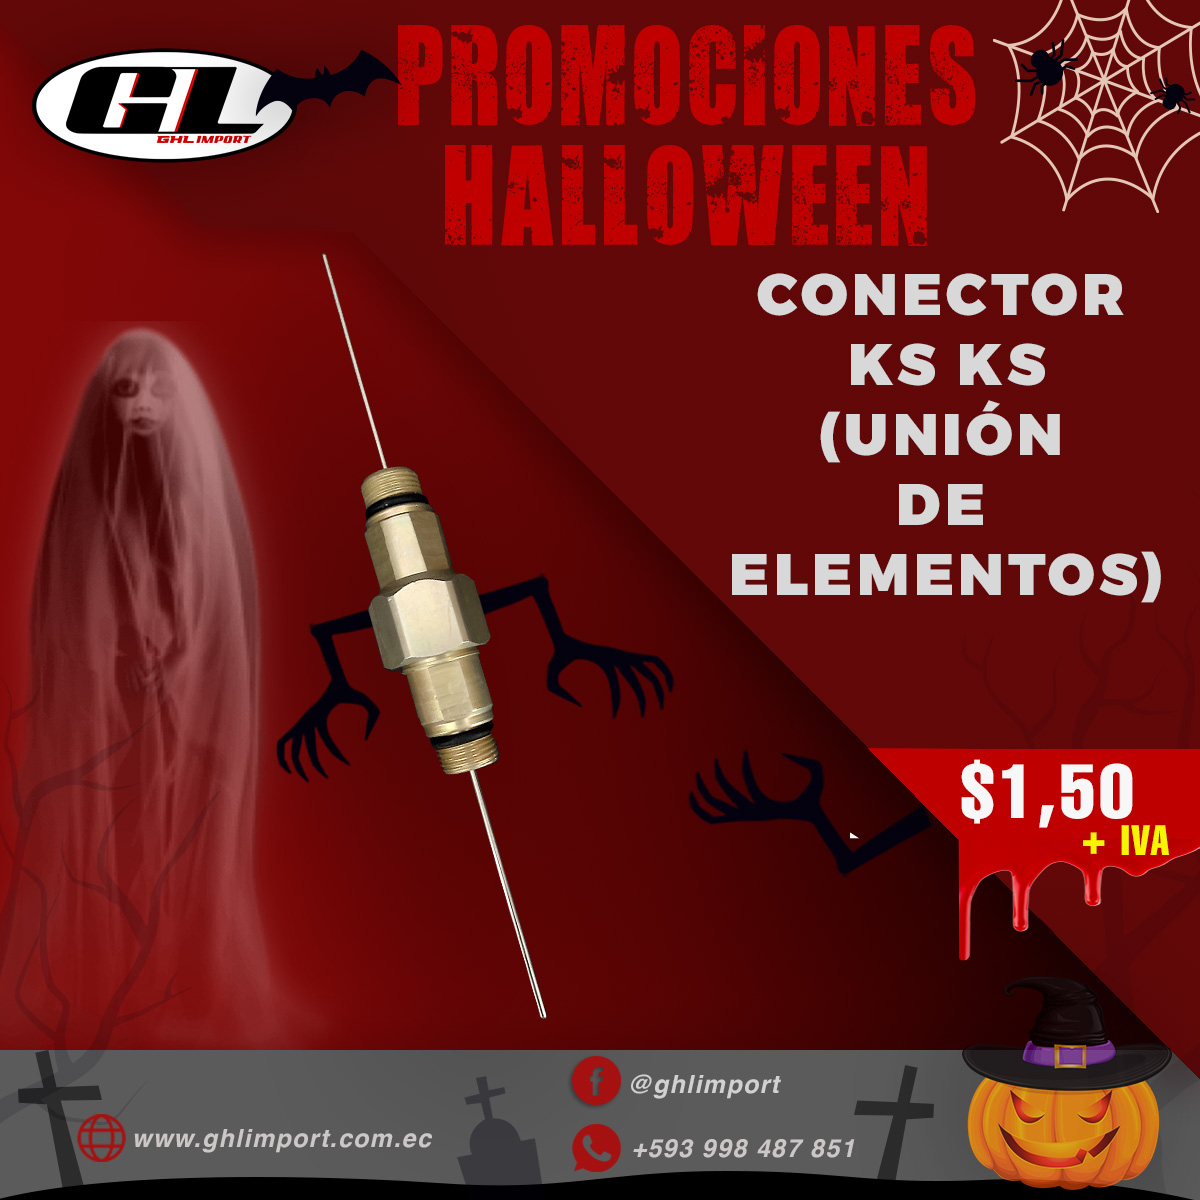 GHL
GHL IMPORT
PROMOCIONES
HALLOWEEN
CONECTOR
KS KS
(UNIÓN
DE
ELEMENTOS)
$1,50
+ IVA
@ghlimport
www.ghlimport.com.ec
+593 998 487 851